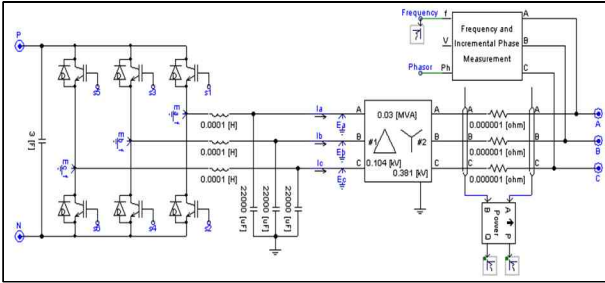 Frequency
f
A
Frequency and
V
Incremental Phase
B
Phasor
Ph
Measurement
C
P
0.0001 [H]
Ia
Ea
A
0.03 [MVA]
A
A
0.000001 [ohm]
A
0.0001 [H]
Ib
Eb
B
#1
#2
B
B
0.000001 [ohm]
B
0.0001 [H]
Ic
Ec
C
0.104 [kV]
0.381 [kV]
C
C
0.000001 [ohm]
C
3 [F]
22000 [uF]
22000 [uF]
22000 [uF]
N
A
P
Power
B
Q